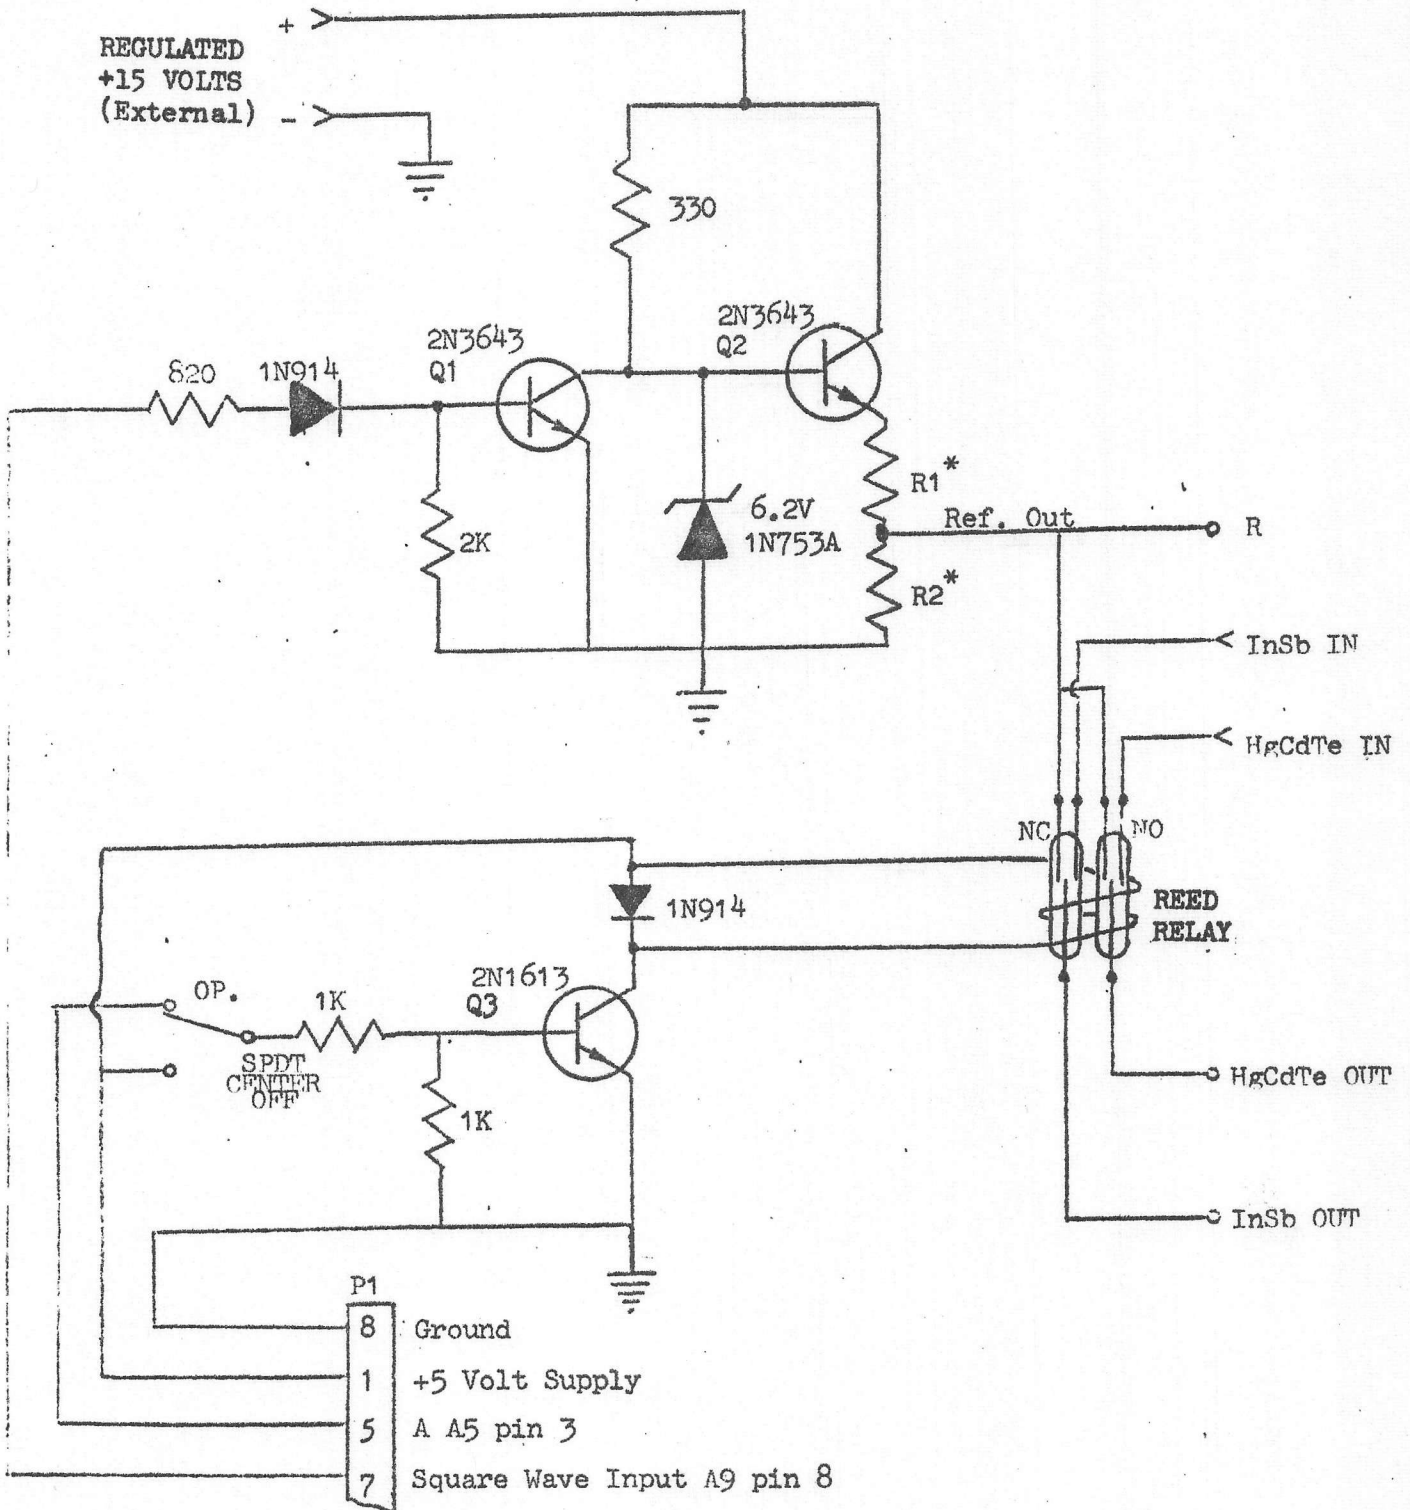 +
REGULATED
+15 VOLTS
(External)
-
330
2N3643
Q2
2N3643
Q1
820
1N914
R1*
6.2V
1N753A
Ref. Out
R
2K
R2*
InSb IN
HgCdTe IN
NC
NO
1N914
REED
RELAY
OP.
1K
2N1613
Q3
SPDT
CENTER
OFF
1K
HgCdTe OUT
InSb OUT
P1
8 Ground
1 +5 Volt Supply
5 A A5 pin 3
7 Square Wave Input A9 pin 8